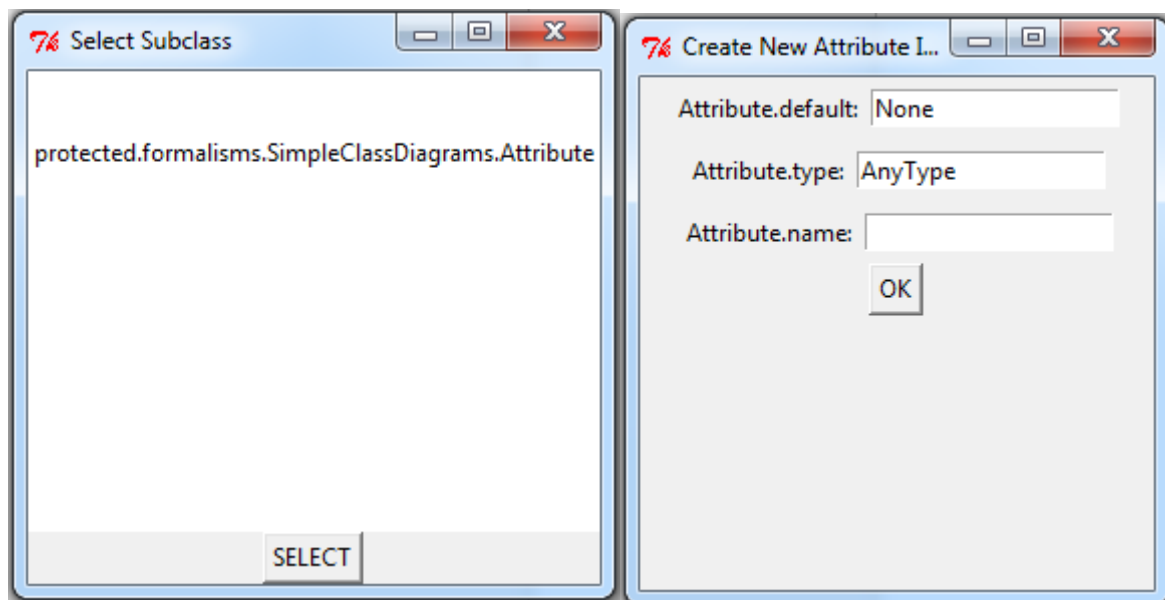 Select Subclass
protected.formalisms.SimpleClassDiagrams.Attribute
SELECT
Create New Attribute I...
Attribute.default: None
Attribute.type: AnyType
Attribute.name:
OK